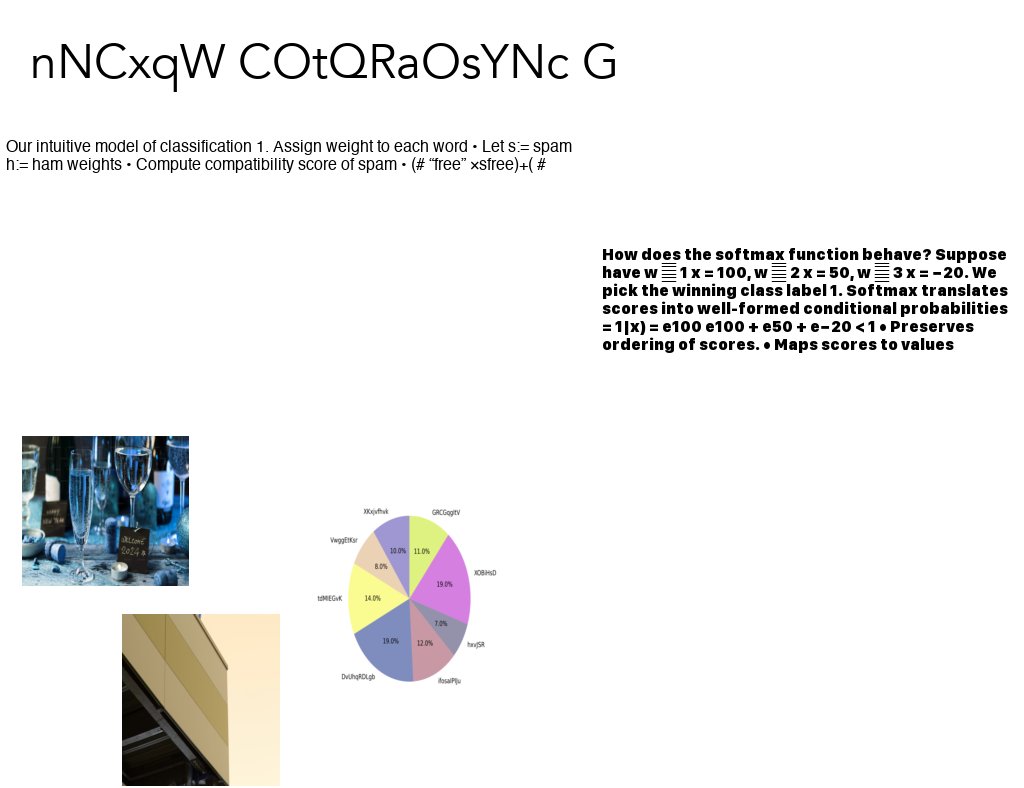 nNCxqW COtQRaOsYNc G
Our intuitive model of classification 1. Assign weight to each word • Let s:= spam
h:= ham weights • Compute compatibility score of spam • (# “free” ×sfree)+( #
How does the softmax function behave? Suppose
have w 1 x = 100, w 2 x = 50, w 3 x = −20. We
pick the winning class label 1. Softmax translates
scores into well-formed conditional probabilities
= 1|x) = e100 e100 + e50 + e−20 < 1 • Preserves
ordering of scores. • Maps scores to values
WELCOME
2024
XKxjvfhvk
GRCGqgitV
VwggEtKsr
10.0%
11.0%
8.0%
XOBiHsD
19.0%
tdMIEGvK
14.0%
7.0%
19.0%
12.0%
hxvJSR
DvUhqRDLgb